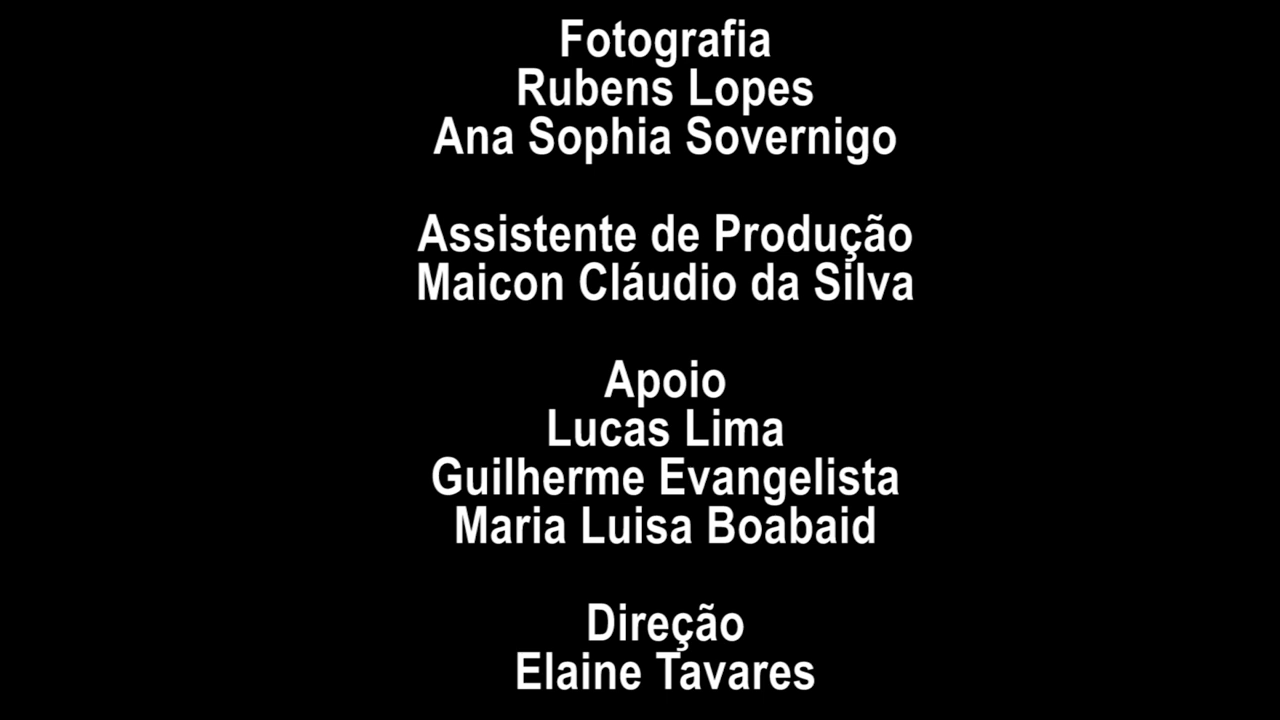 Fotografia
Rubens Lopes
Ana Sophia Sovernigo
Assistente de Produção
Maicon Cláudio da Silva
Apoio
Lucas Lima
Guilherme Evangelista
Maria Luisa Boabaid
Direção
Elaine Tavares